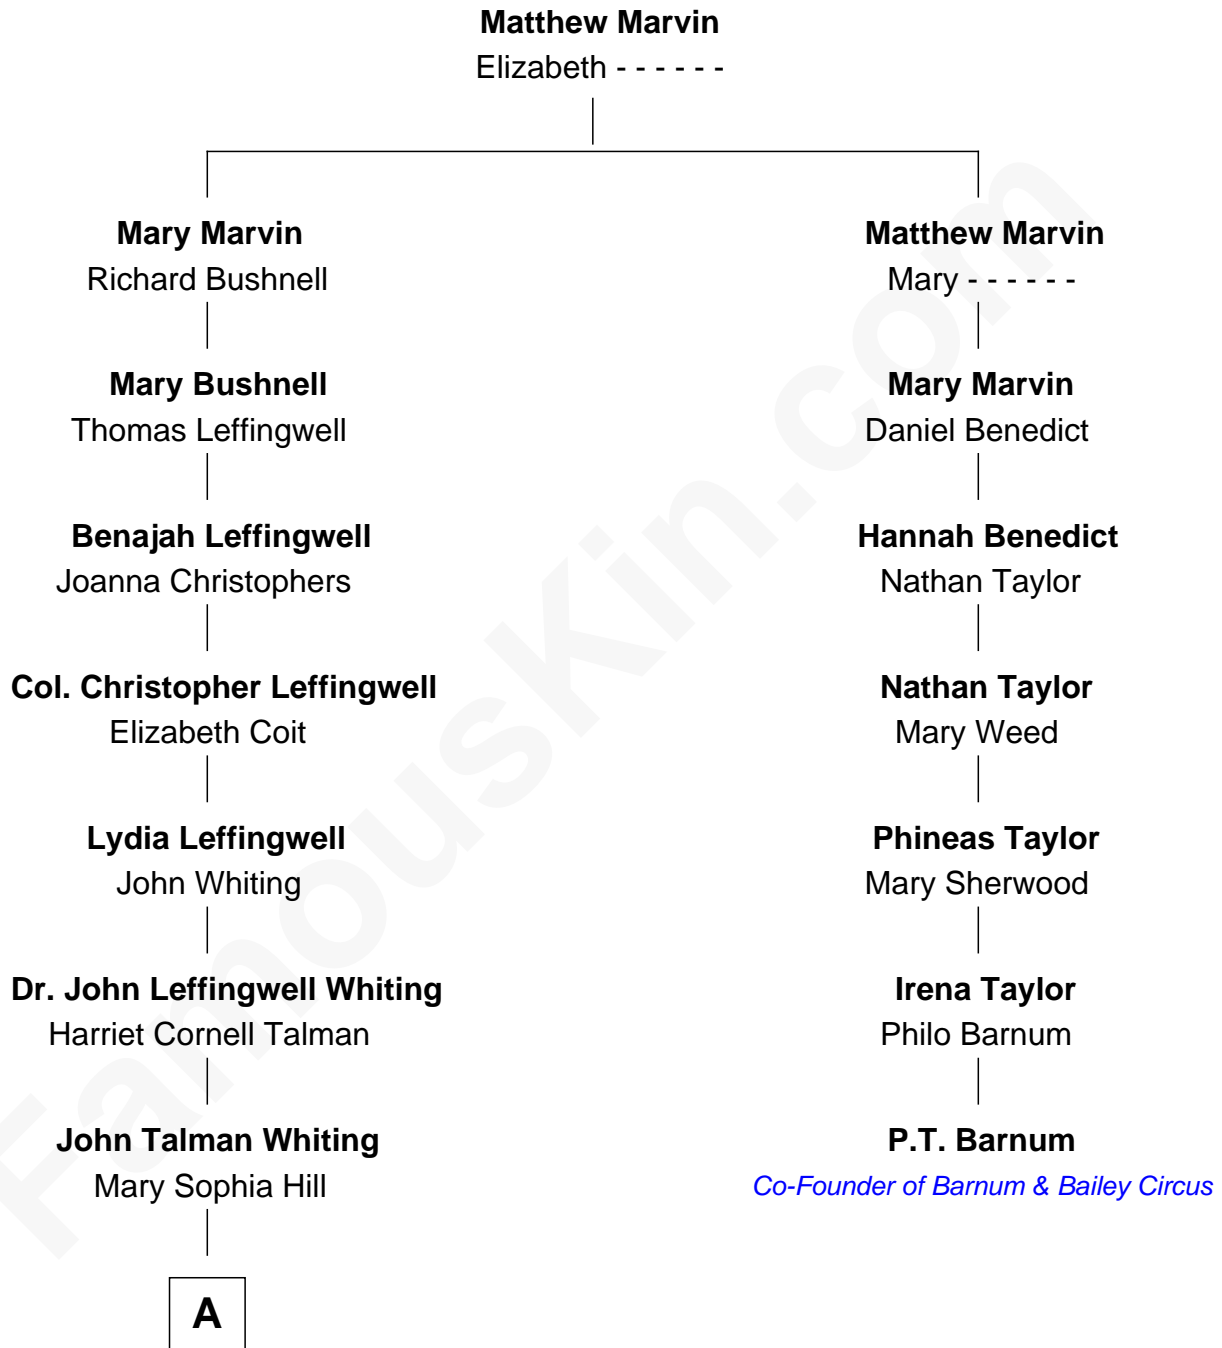 Matthew Marvin
Elizabeth - - - - - -
Mary Marvin
Richard Bushnell
Matthew Marvin
Mary - - - - - -
Mary Bushnell
Thomas Leffingwell
Mary Marvin
Daniel Benedict
Benajah Leffingwell
Joanna Christophers
Hannah Benedict
Nathan Taylor
Col. Christopher Leffingwell
Elizabeth Coit
Nathan Taylor
Mary Weed
Lydia Leffingwell
John Whiting
Phineas Taylor
Mary Sherwood
Dr. John Leffingwell Whiting
Harriet Cornell Talman
Irena Taylor
Philo Barnum
John Talman Whiting
Mary Sophia Hill
P.T. Barnum
Co-Founder of Barnum & Bailey Circus
A
FamousKin.com